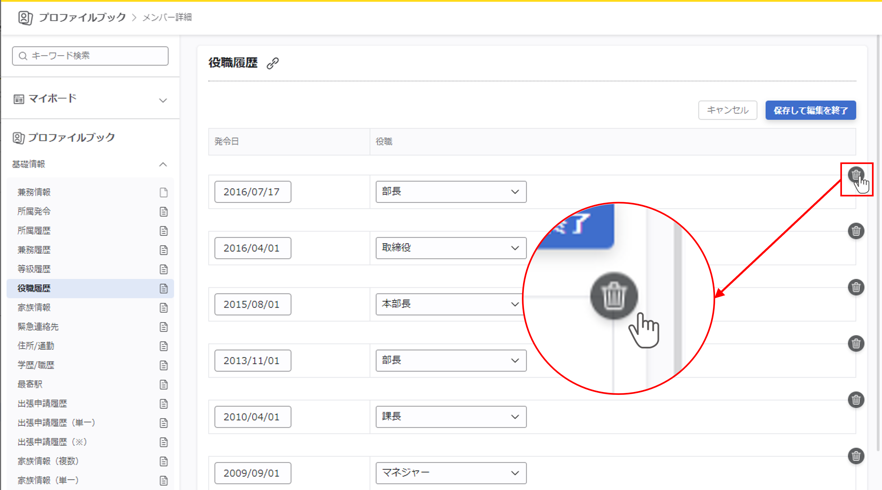 プロファイルブック > メンバー詳細
キーワード検索
マイボード
プロファイルブック
基礎情報
兼務情報
所属発令
所属履歴
兼務履歴
等級履歴
役職履歴
家族情報
緊急連絡先
住所/通勤
学歴/職歴
最寄駅
出張申請履歴
出張申請履歴（単一）
出張申請履歴（※）
家族情報（複数）
家族情報（単一）
役職履歴
キャンセル 保存して編集を終了
発令日 役職
2016/07/17 部長
2016/04/01 取締役
2015/08/01 本部長
2013/11/01 部長
2010/04/01 課長
2009/09/01 マネジャー
終了